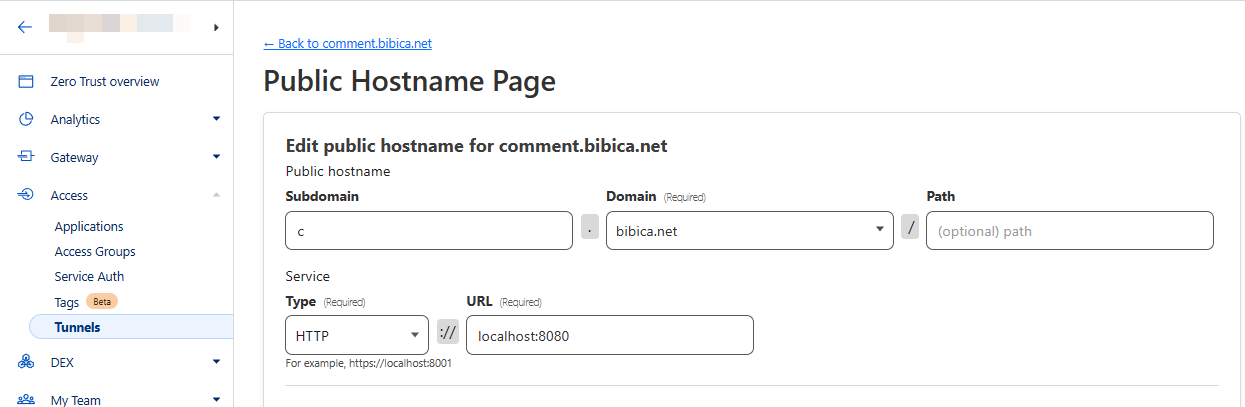 ← Back to comment.bibica.net
Public Hostname Page
Zero Trust overview
Analytics
Gateway
Access
Applications
Access Groups
Service Auth
Tags Beta
Tunnels
DEX
My Team
Edit public hostname for comment.bibica.net
Public hostname
Subdomain Domain (Required) Path
c . bibica.net / (optional) path
Service
Type (Required) URL (Required)
HTTP :// localhost:8080
For example, https://localhost:8001